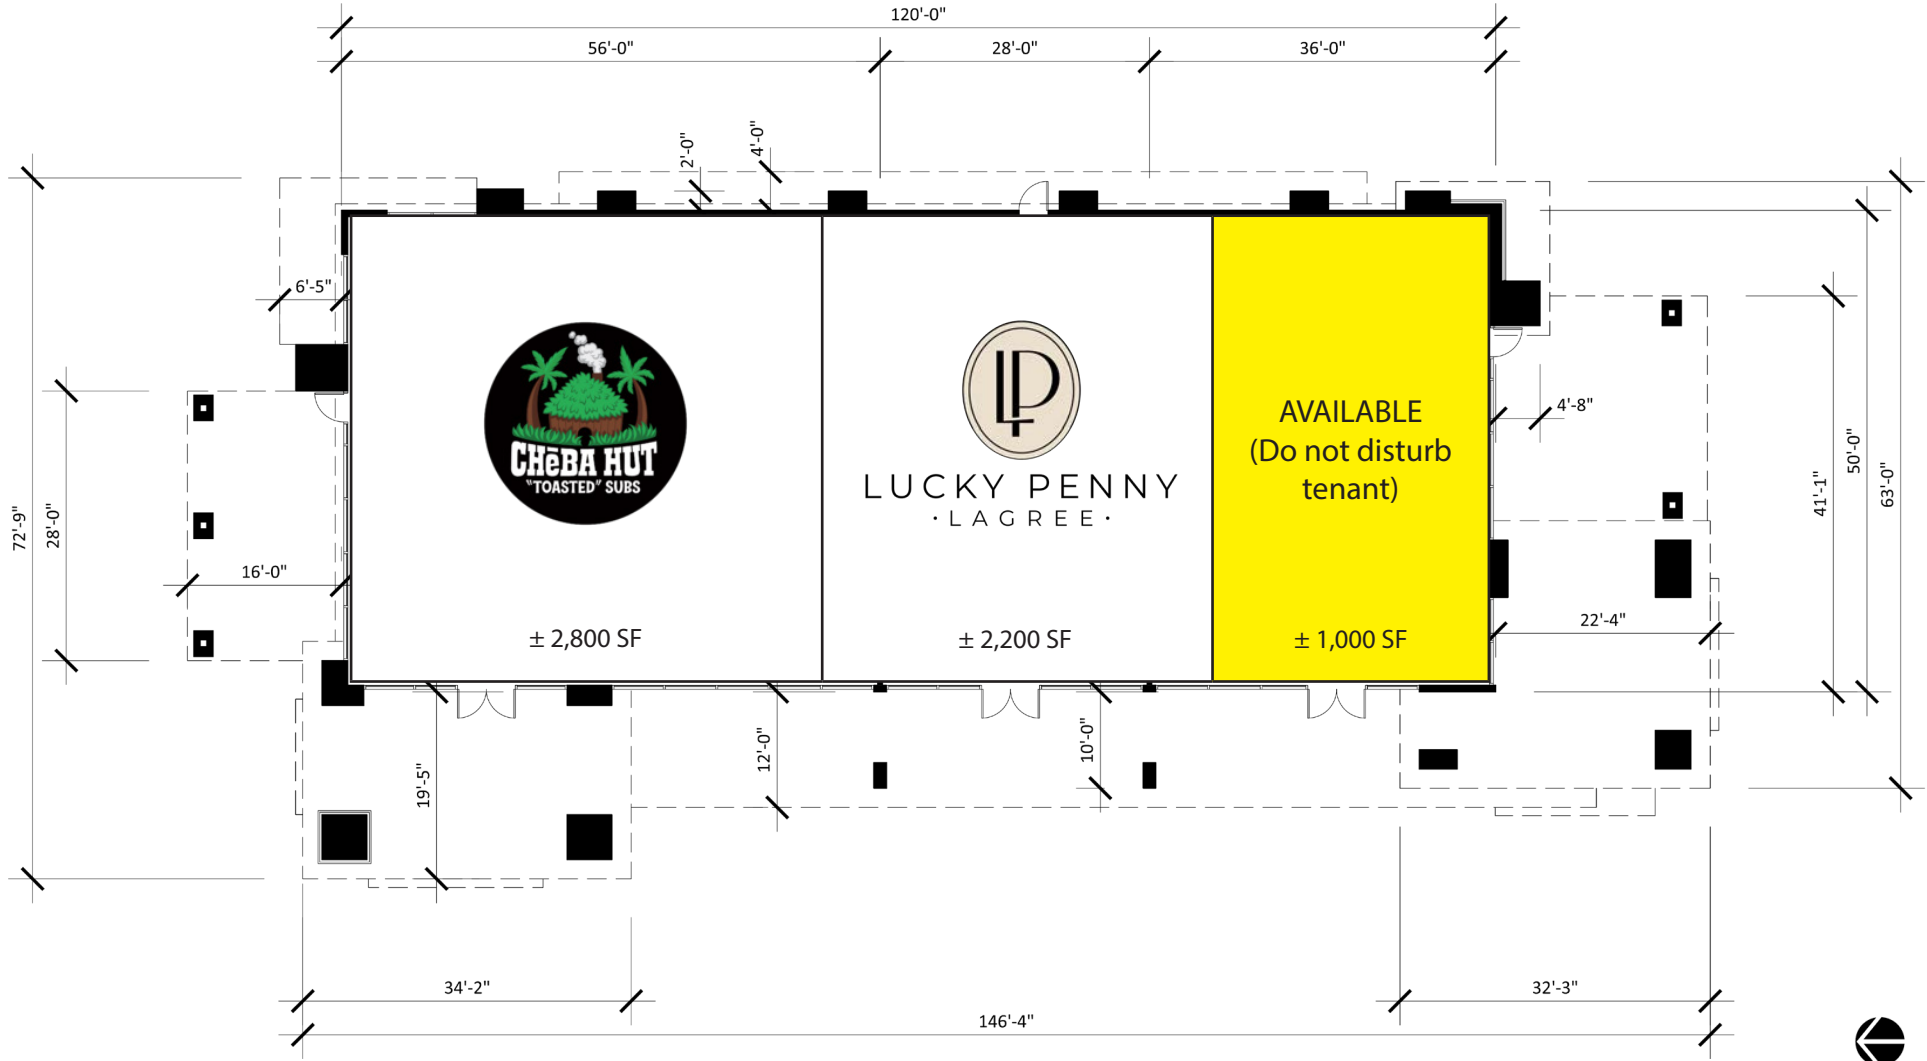 120'-0"
56'-0"
28'-0"
36'-0"
2'-0"
4'-0"
6'-5"
CHēBA HUT
"TOASTED" SUBS
LP
LUCKY PENNY
·LAGREE·
AVAILABLE
(Do not disturb
tenant)
4'-8"
72'-9"
28'-0"
16'-0"
41'-1"
50'-0"
63'-0"
22'-4"
± 2,800 SF
± 2,200 SF
± 1,000 SF
19'-5"
12'-0"
10'-0"
34'-2"
32'-3"
146'-4"